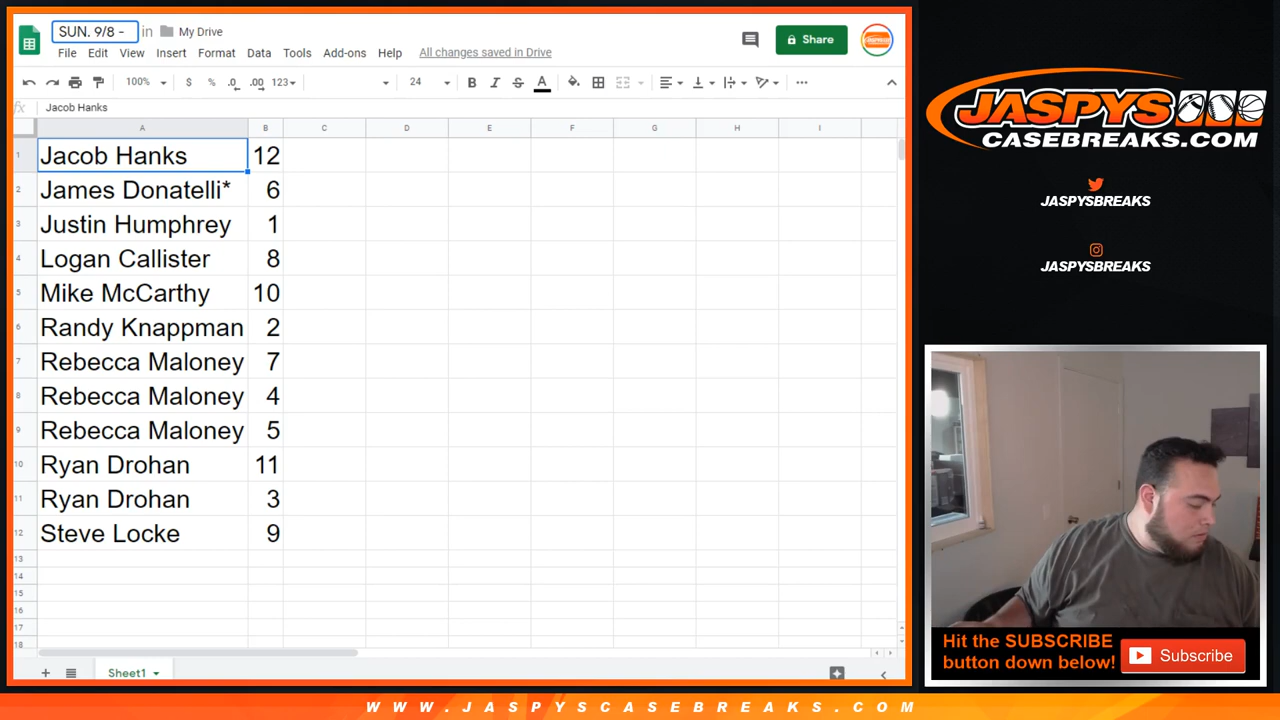 SUN. 9/8 - in My Drive
File Edit View Insert Format Data Tools Add-ons Help All changes saved in Drive
Share
100% $ % .0 .00 123 24 B I S A
fx Jacob Hanks
A B C D E F G H I
1 Jacob Hanks 12
2 James Donatelli* 6
3 Justin Humphrey 1
4 Logan Callister 8
5 Mike McCarthy 10
6 Randy Knappman 2
7 Rebecca Maloney 7
8 Rebecca Maloney 4
9 Rebecca Maloney 5
10 Ryan Drohan 11
11 Ryan Drohan 3
12 Steve Locke 9
13
14
15
16
17
18
Sheet1
JASPYS
CASEBREAKS.COM
JASPYSBREAKS
JASPYSBREAKS
Hit the SUBSCRIBE
button down below!
Subscribe
WWW.JASPYSCASEBREAKS.COM